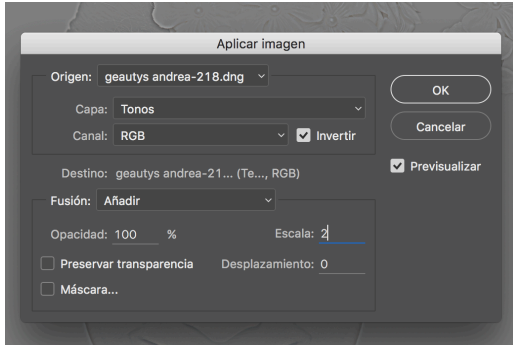 Aplicar imagen
Origen: geautys andrea-218.dng
OK
Capa: Tonos
Canal: RGB Invertir
Cancelar
Destino: geautys andrea-21... (Te..., RGB)
Previsualizar
Fusión: Añadir
Opacidad: 100 % Escala: 2
Preservar transparencia Desplazamiento: 0
Máscara...